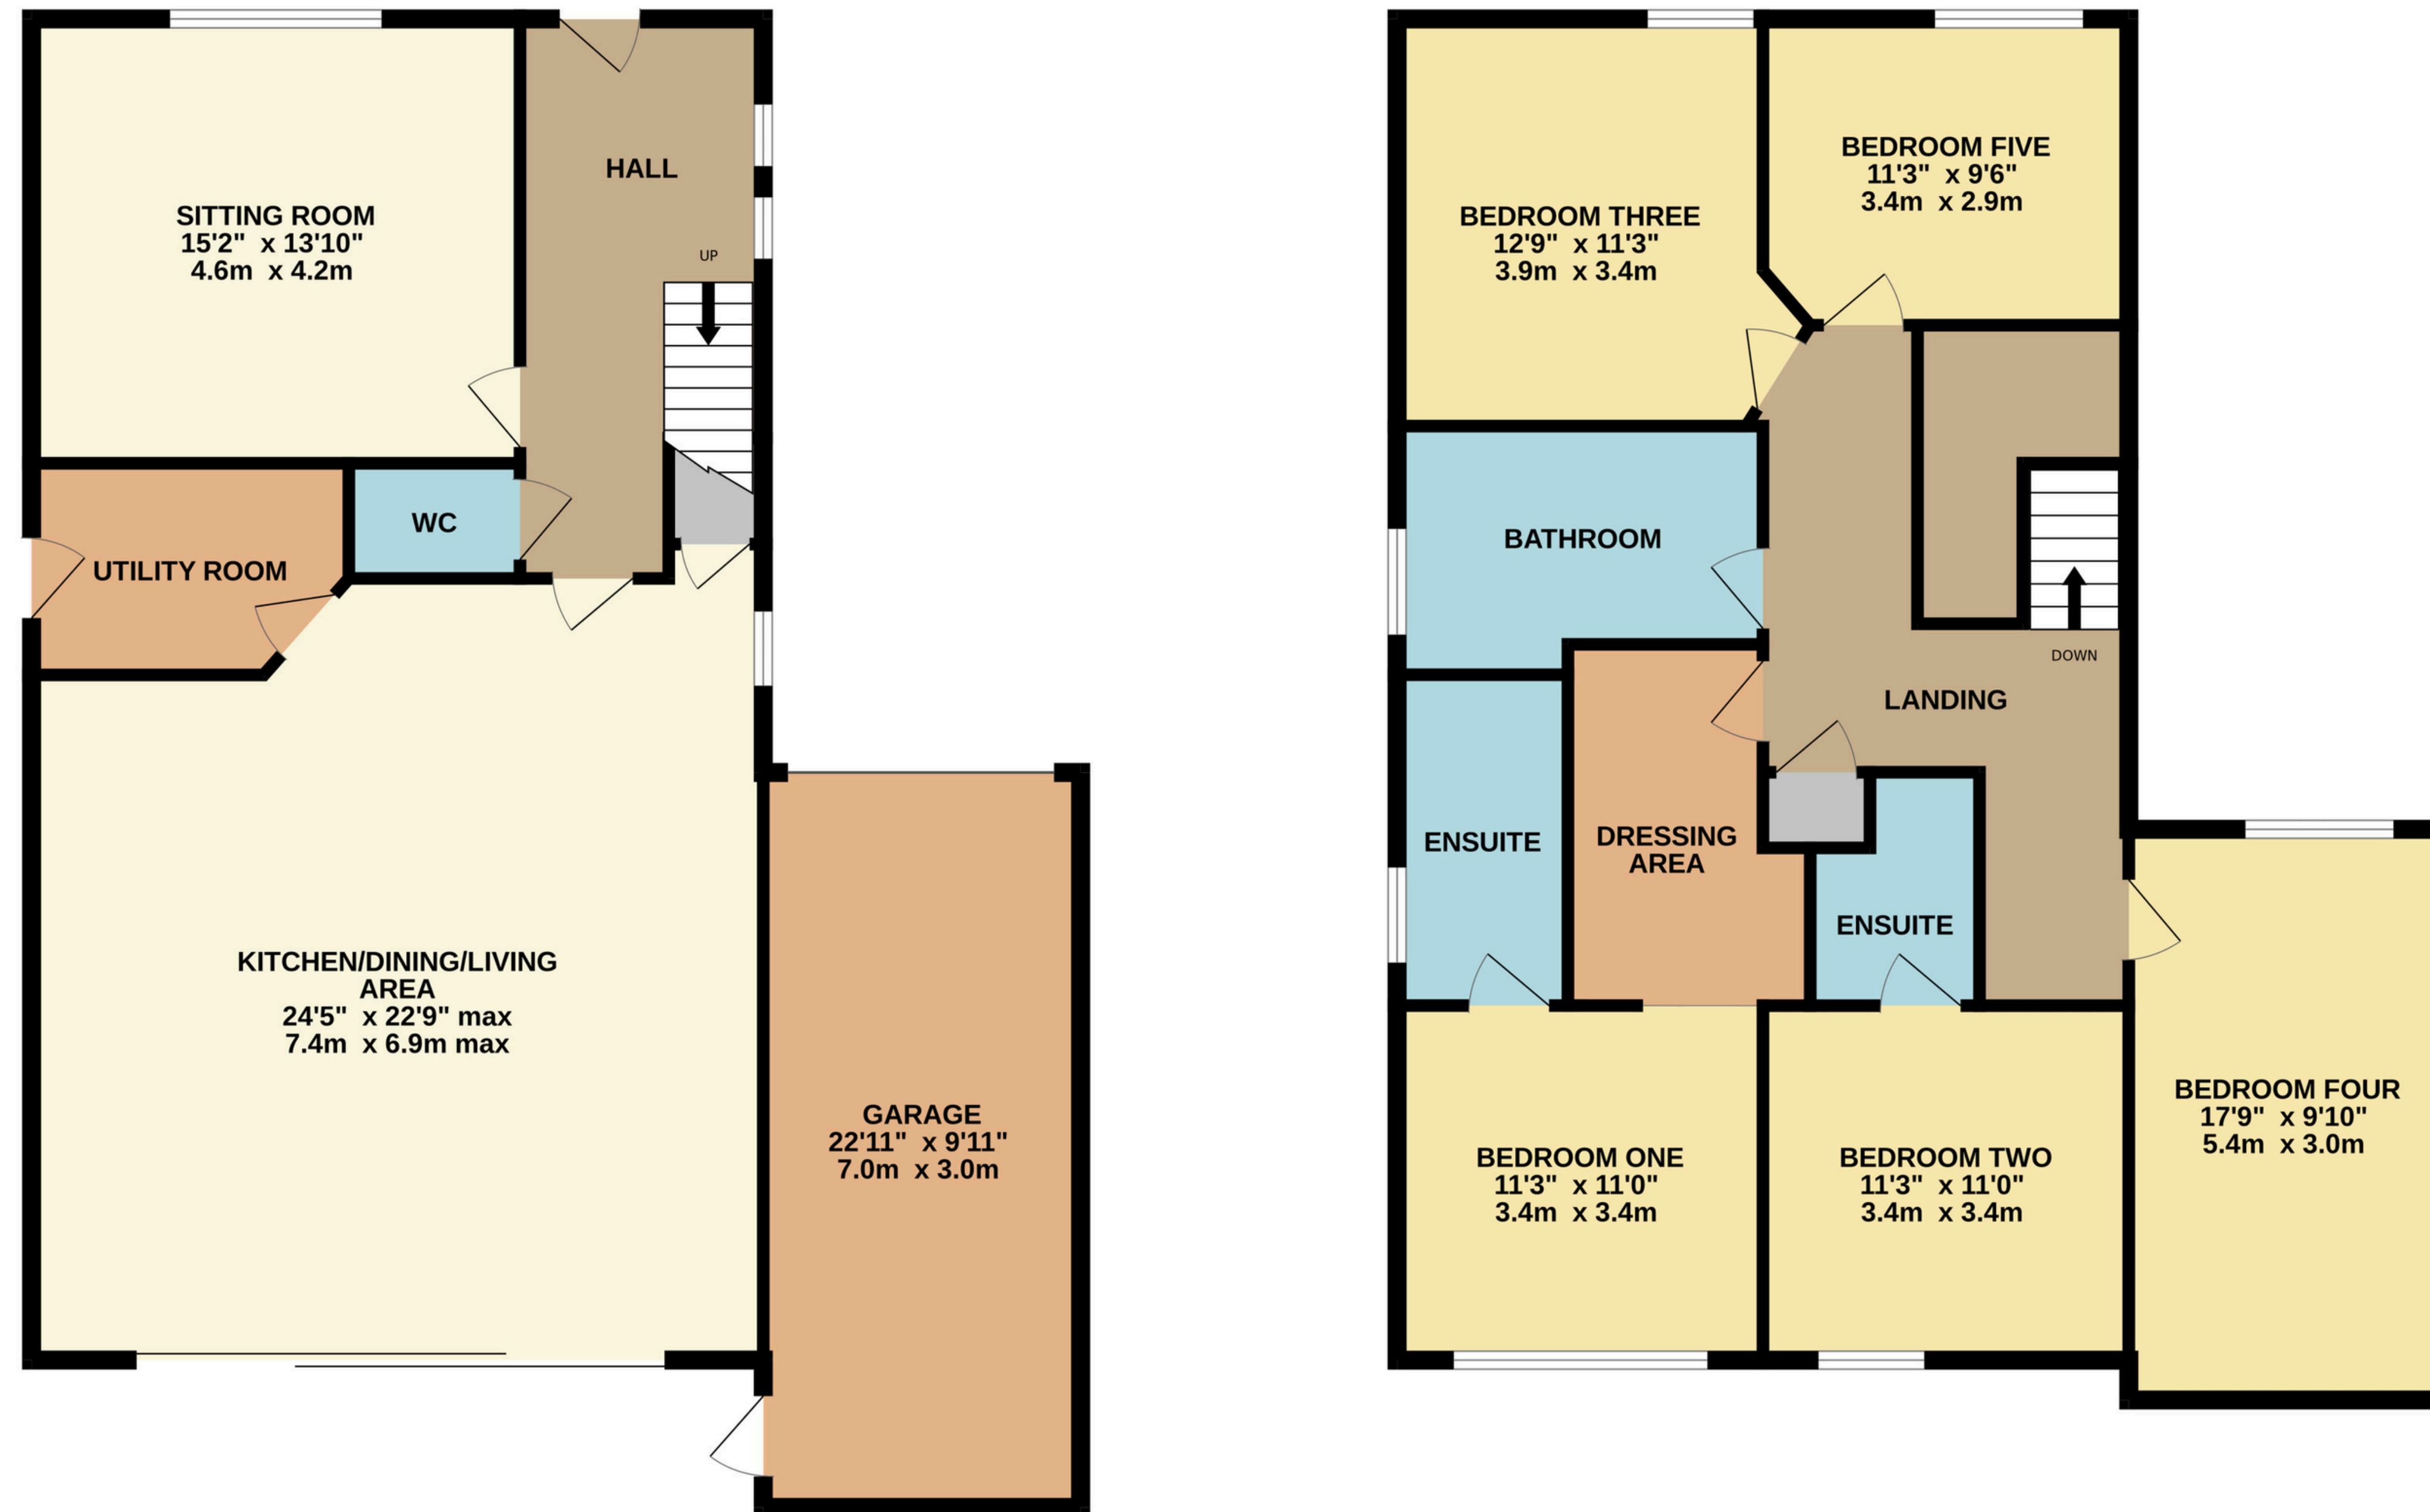 HALL
SITTING ROOM
15'2" x 13'10"
4.6m x 4.2m
UP
WC
UTILITY ROOM
KITCHEN/DINING/LIVING
AREA
24'5" x 22'9" max
7.4m x 6.9m max
GARAGE
22'11" x 9'11"
7.0m x 3.0m
BEDROOM FIVE
11'3" x 9'6"
3.4m x 2.9m
BEDROOM THREE
12'9" x 11'3"
3.9m x 3.4m
BATHROOM
DOWN
LANDING
ENSUITE
DRESSING
AREA
ENSUITE
BEDROOM FOUR
17'9" x 9'10"
5.4m x 3.0m
BEDROOM ONE
11'3" x 11'0"
3.4m x 3.4m
BEDROOM TWO
11'3" x 11'0"
3.4m x 3.4m